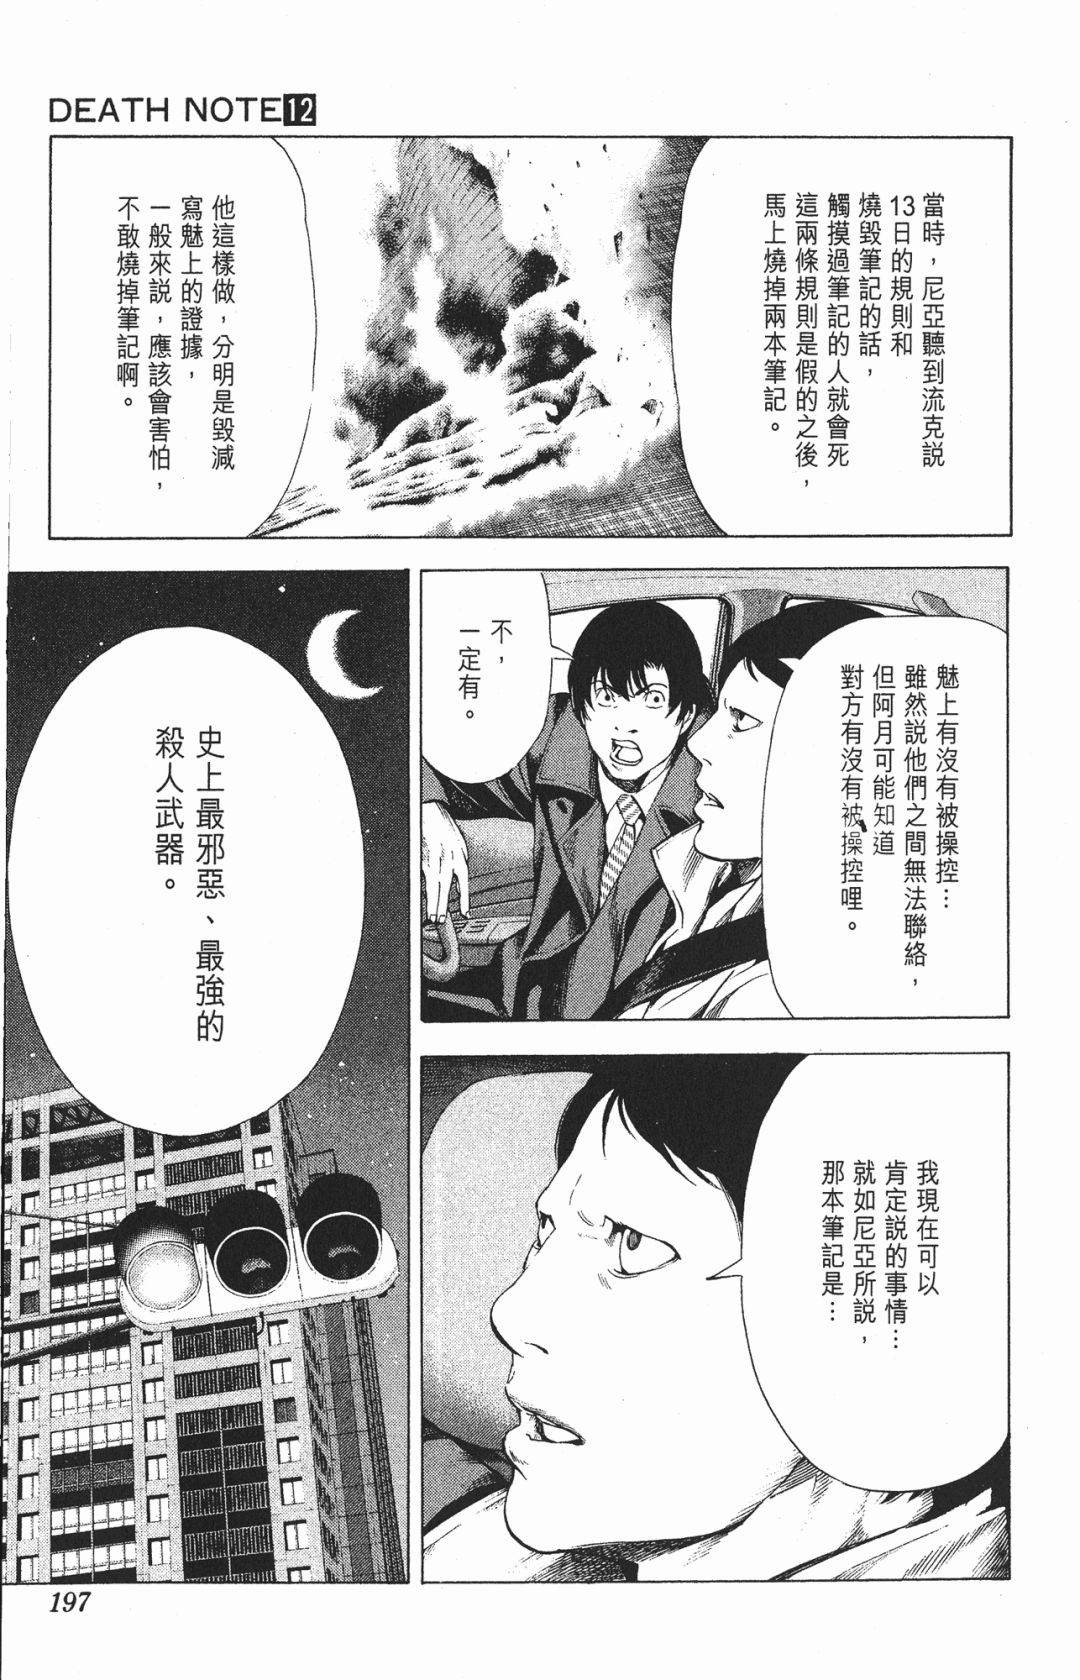 DEATH NOTE12
當時，尼亞聽到流克說
13日的規則和
燒毀筆記的話，
觸摸過筆記的人就會死
這兩條規則是假的之後，
馬上燒掉兩本筆記。
他這樣做，分明是毀滅
寫魅上的證據，
一般來說，應該會害怕，
不敢燒掉筆記啊。
魅上有沒有被操控…
雖然說他們之間無法聯絡，
但阿月可能知道
對方有沒有被操控哩。
不，
一定有。
我現在可以
肯定說的事情…
就如尼亞所說，
那本筆記是…
史上最邪惡、最強的
殺人武器。
197